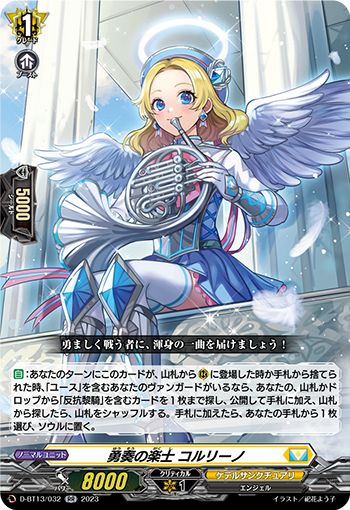 1
グレード
ブースト
5000
シールド
勇ましく戦う者に、渾身の一曲を届けましょう!
自:あなたのターンにこのカードが、山札からRに登場した時か手札から捨てら
れた時、「ユース」を含むあなたのヴァンガードがいるなら、あなたの、山札かド
ロップから「反抗黎騎」を含むカードを1枚まで探し、公開して手札に加え、山札
から探したら、山札をシャッフルする。手札に加えたなら、あなたの手札から1枚
選び、ソウルに置く。
ノーマルユニット
勇奏の楽士 コルリーノ
パワー 8000
クリティカル
1
ケテルサンクチュアリ
エンジェル
D-BT13/032 RR 2023
イラスト/紀花よう子